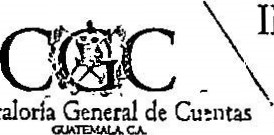 CGC
raloría General de Cuentas
GUATEMALA, C.A.